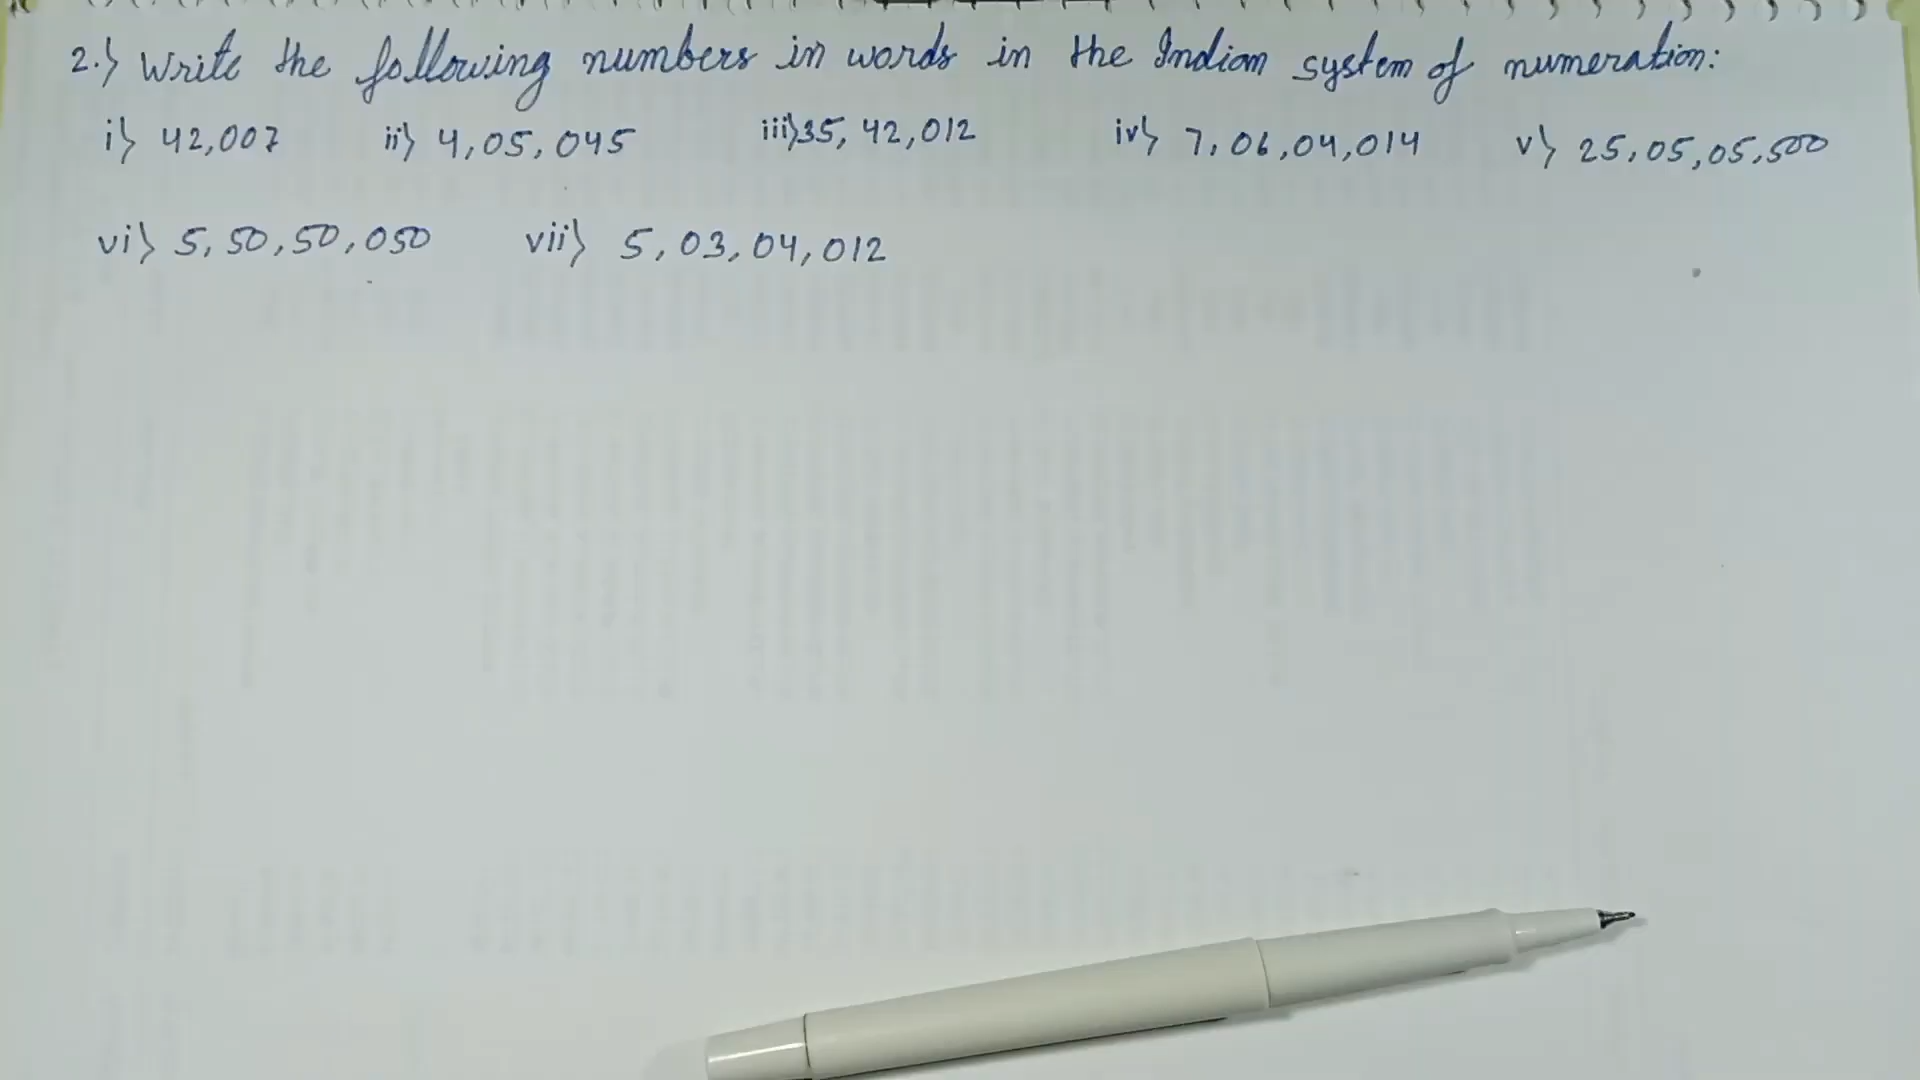 2.) Write the following numbers in words in the Indian system of numeration:
i) 42,007 ii) 4,05,045 iii) 35,42,012 iv) 7,06,04,014 v) 25,05,05,500
vi) 5,50,50,050 vii) 5,03,04,012